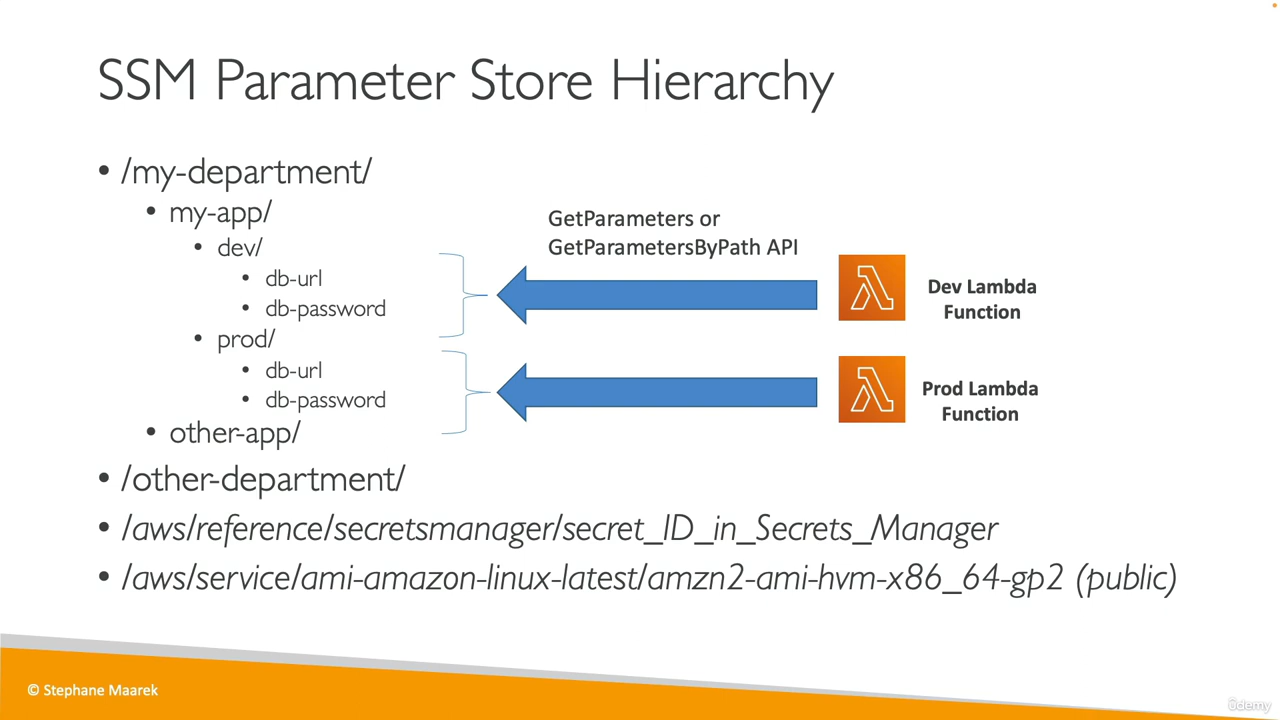 SSM Parameter Store Hierarchy
• /my-department/
• my-app/
• dev/
• db-url
• db-password
• prod/
• db-url
• db-password
• other-app/
GetParameters or
GetParametersByPath API
Dev Lambda
Function
Prod Lambda
Function
• /other-department/
• /aws/reference/secretsmanager/secret_ID_in_Secrets_Manager
• /aws/service/ami-amazon-linux-latest/amzn2-ami-hvm-x86_64-gp2 (public)
© Stephane Maarek
ûdemy